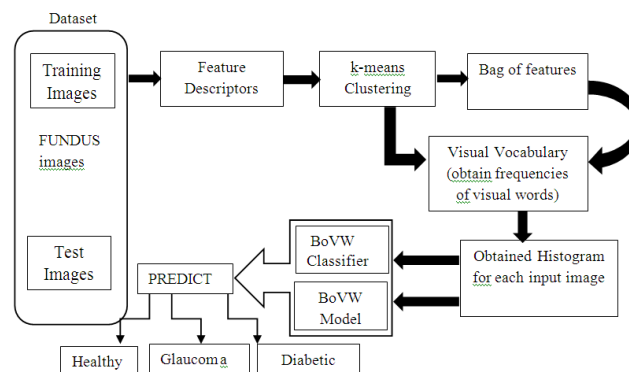 Dataset
Training
Images
FUNDUS
images
Test
Images
Feature
Descriptors
k-means
Clustering
Bag of features
Visual Vocabulary
(obtain frequencies
of visual words)
Obtained Histogram
for each input image
BoVW
Classifier
BoVW
Model
PREDICT
Healthy
Glaucoma
Diabetic